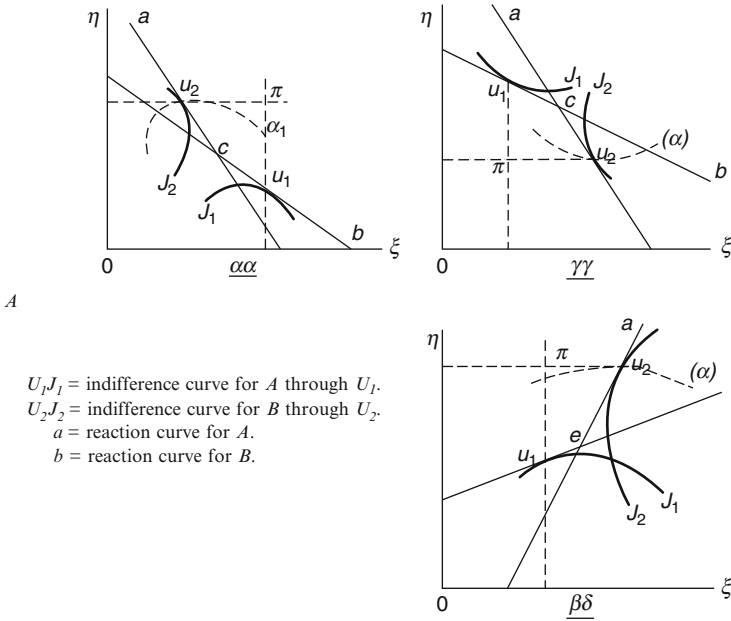 η
a
u2
π
α1
c
u1
J2
J1
b
0
ξ
αα
η
a
J1
J2
u1
c
u2
(α)
π
b
0
ξ
γγ
A
U1J1 = indifference curve for A through U1.
U2J2 = indifference curve for B through U2.
a = reaction curve for A.
b = reaction curve for B.
η
a
π
u2
(α)
e
u1
J2
J1
0
ξ
βδ